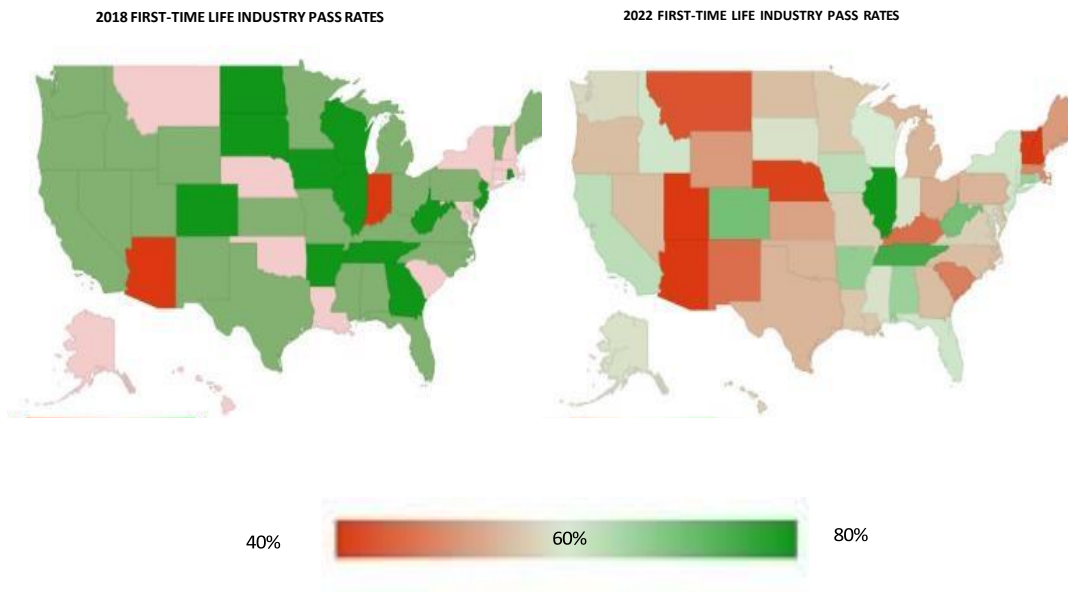 2018 FIRST-TIME LIFE INDUSTRY PASS RATES
2022 FIRST-TIME LIFE INDUSTRY PASS RATES
40%
60%
80%